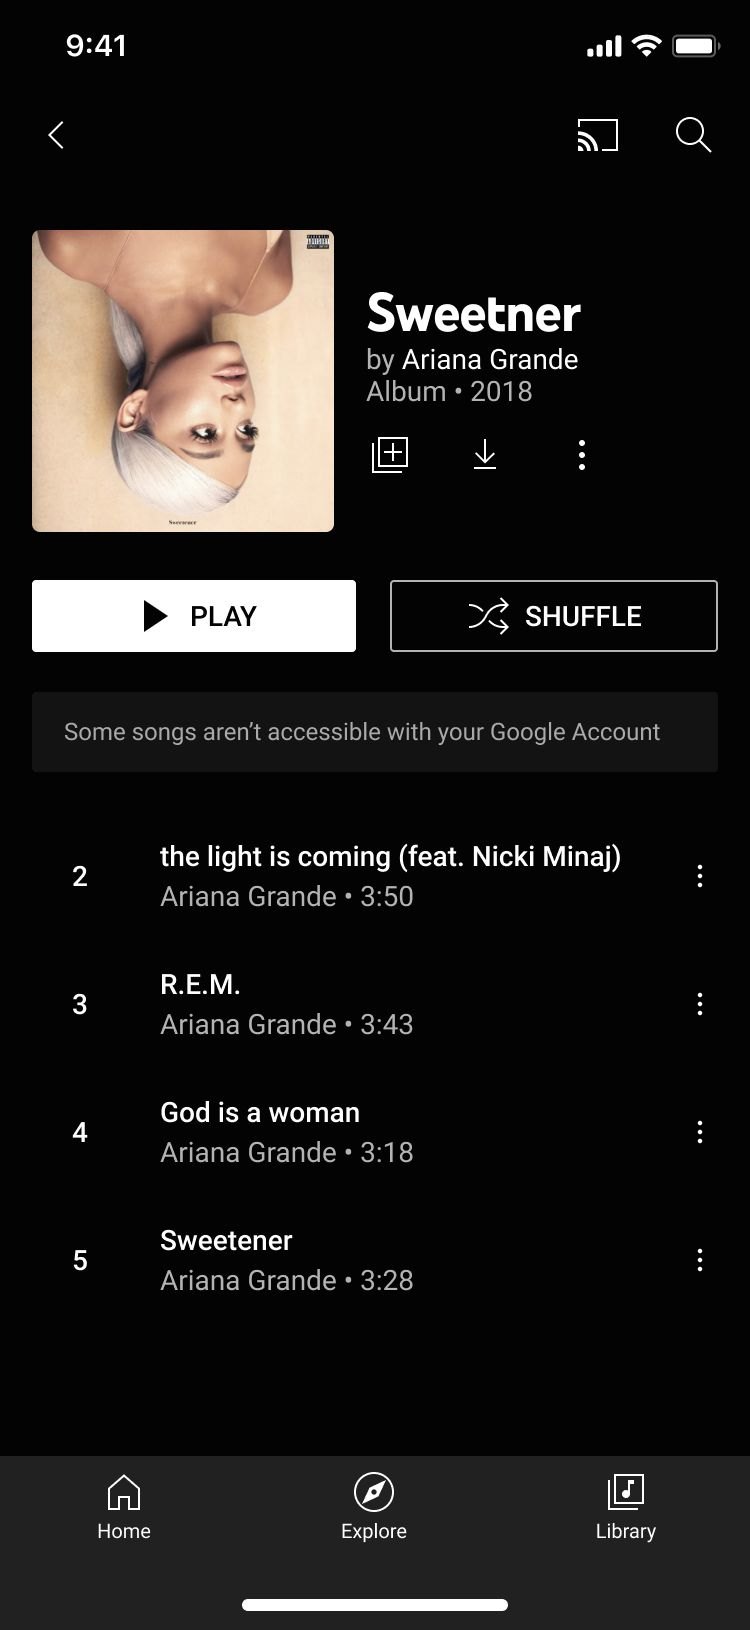 9:41
Sweetner
by Ariana Grande
Album • 2018
Sweetener
PLAY
SHUFFLE
Some songs aren’t accessible with your Google Account
2
the light is coming (feat. Nicki Minaj)
Ariana Grande • 3:50
3
R.E.M.
Ariana Grande • 3:43
4
God is a woman
Ariana Grande • 3:18
5
Sweetener
Ariana Grande • 3:28
Home
Explore
Library